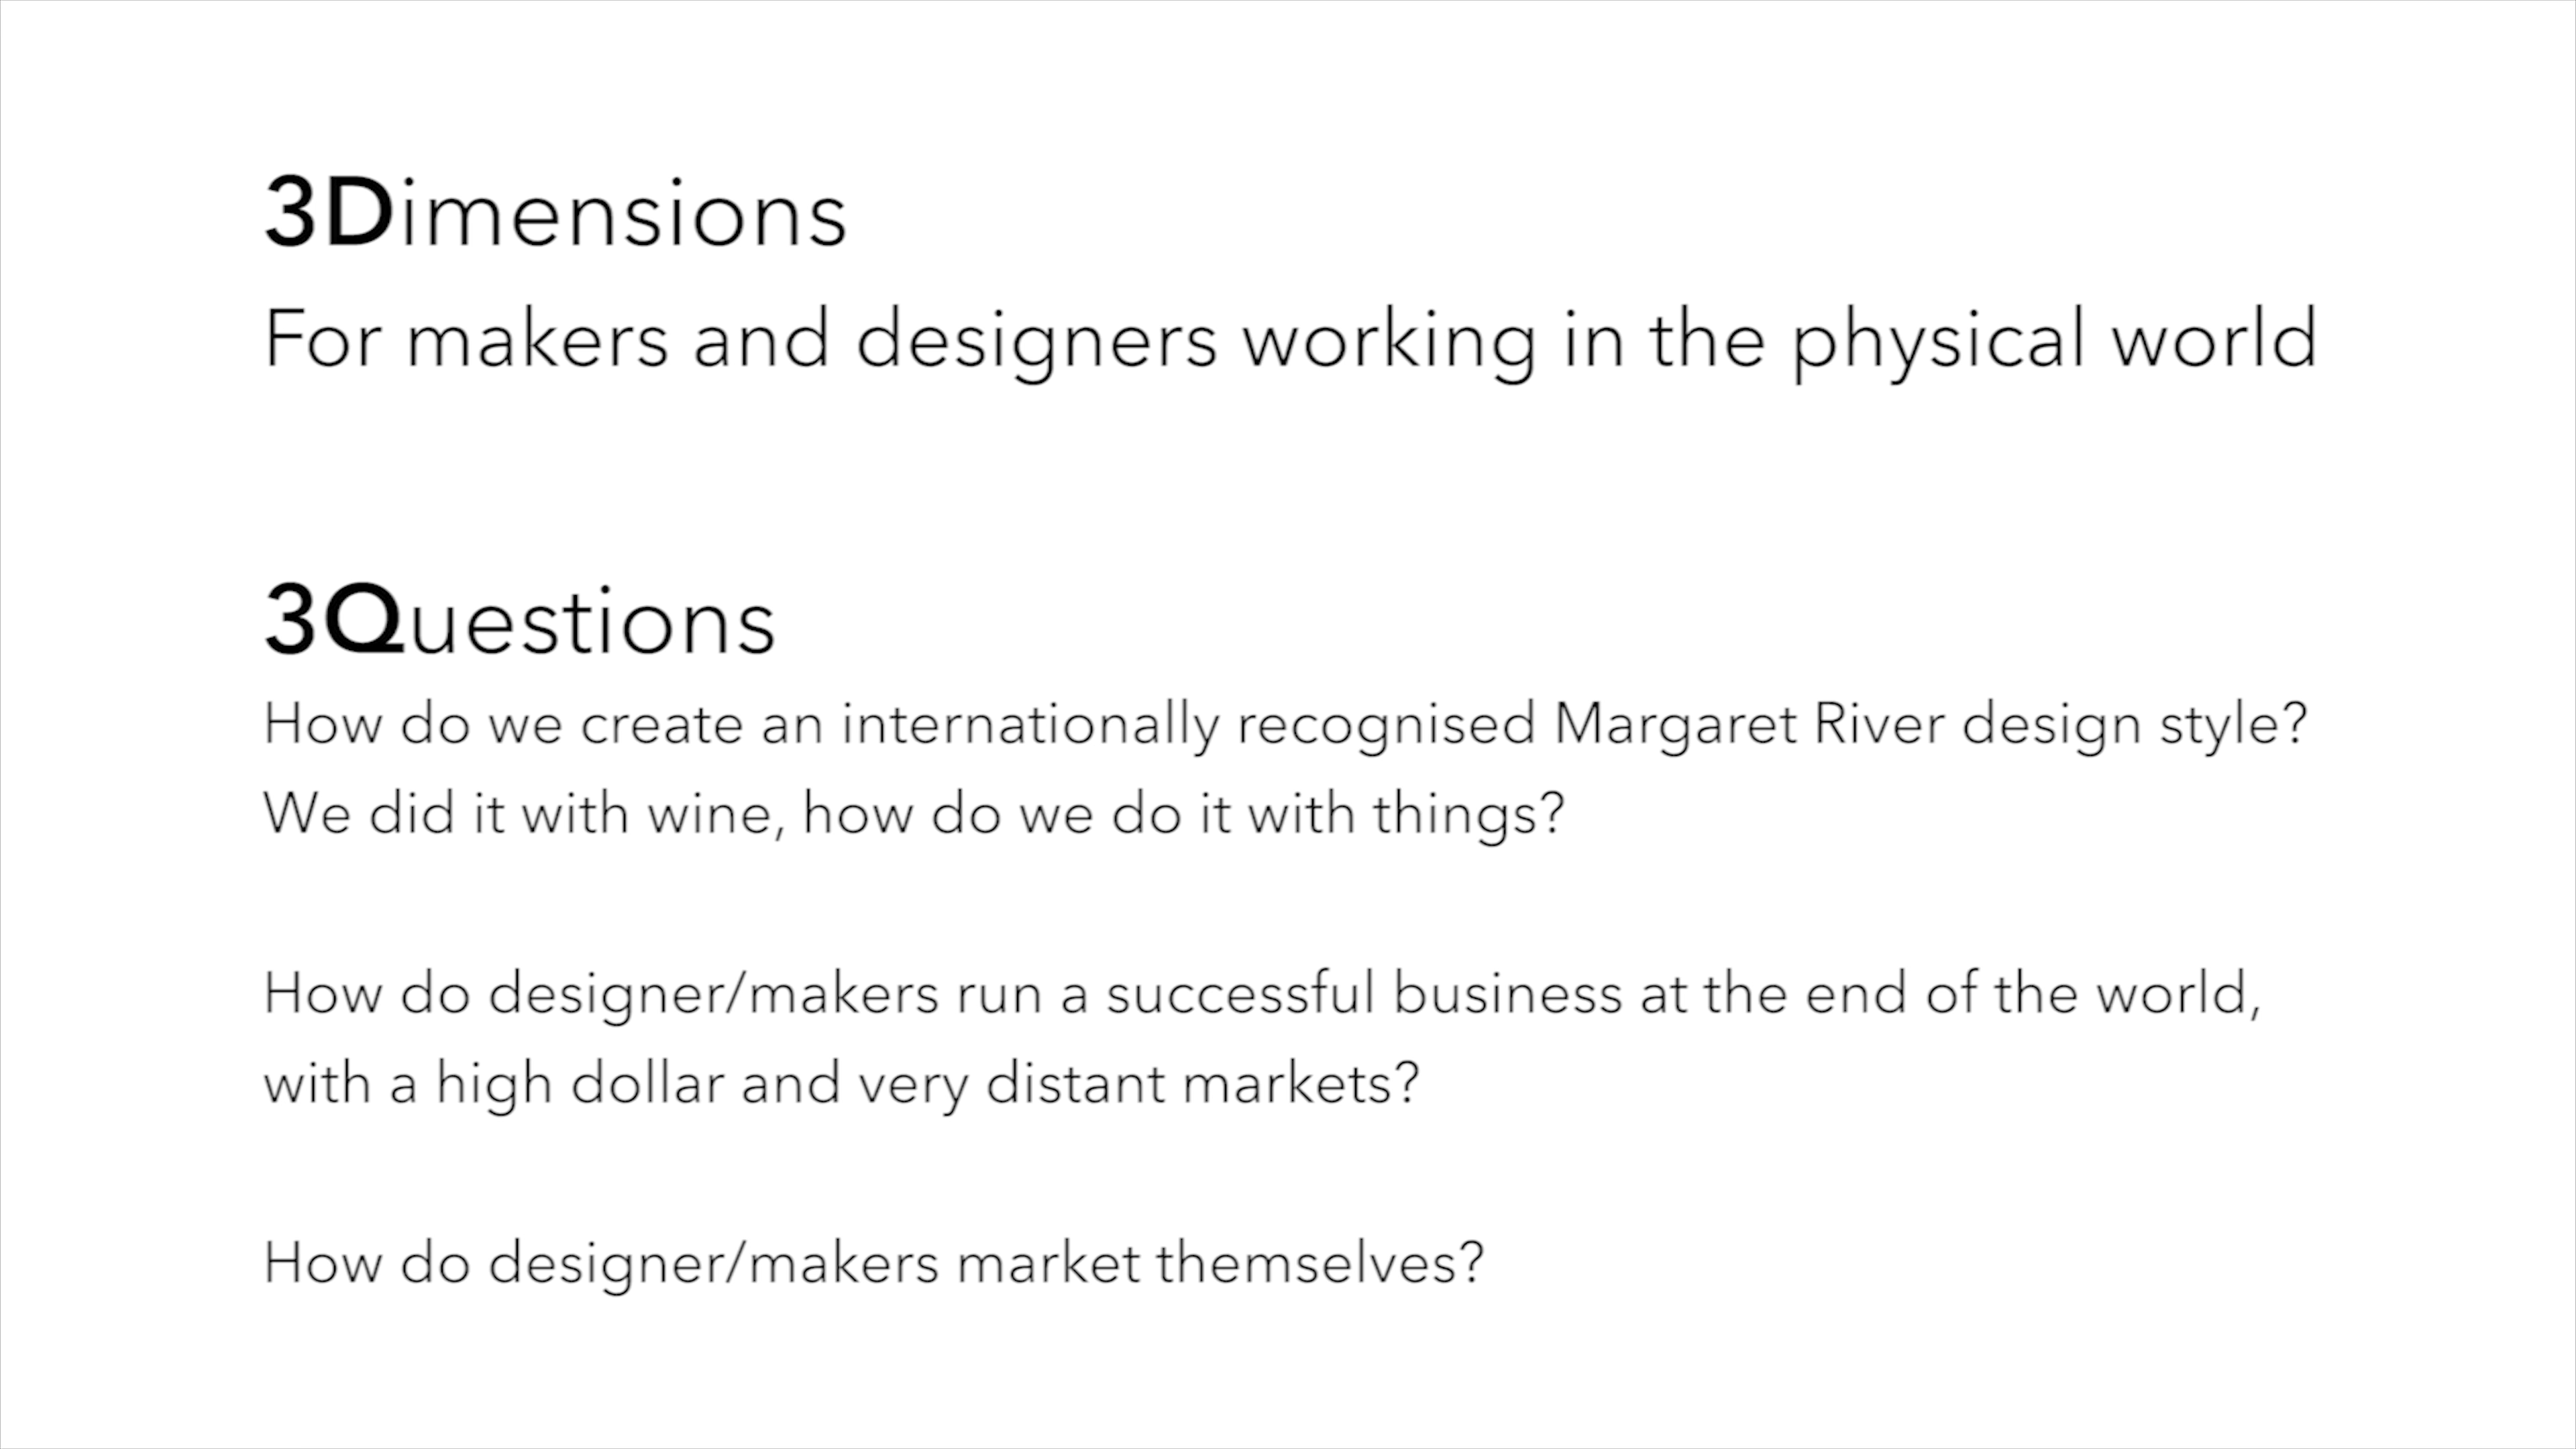 3Dimensions
For makers and designers working in the physical world
3Questions
How do we create an internationally recognised Margaret River design style?
We did it with wine, how do we do it with things?
How do designer/makers run a successful business at the end of the world,
with a high dollar and very distant markets?
How do designer/makers market themselves?